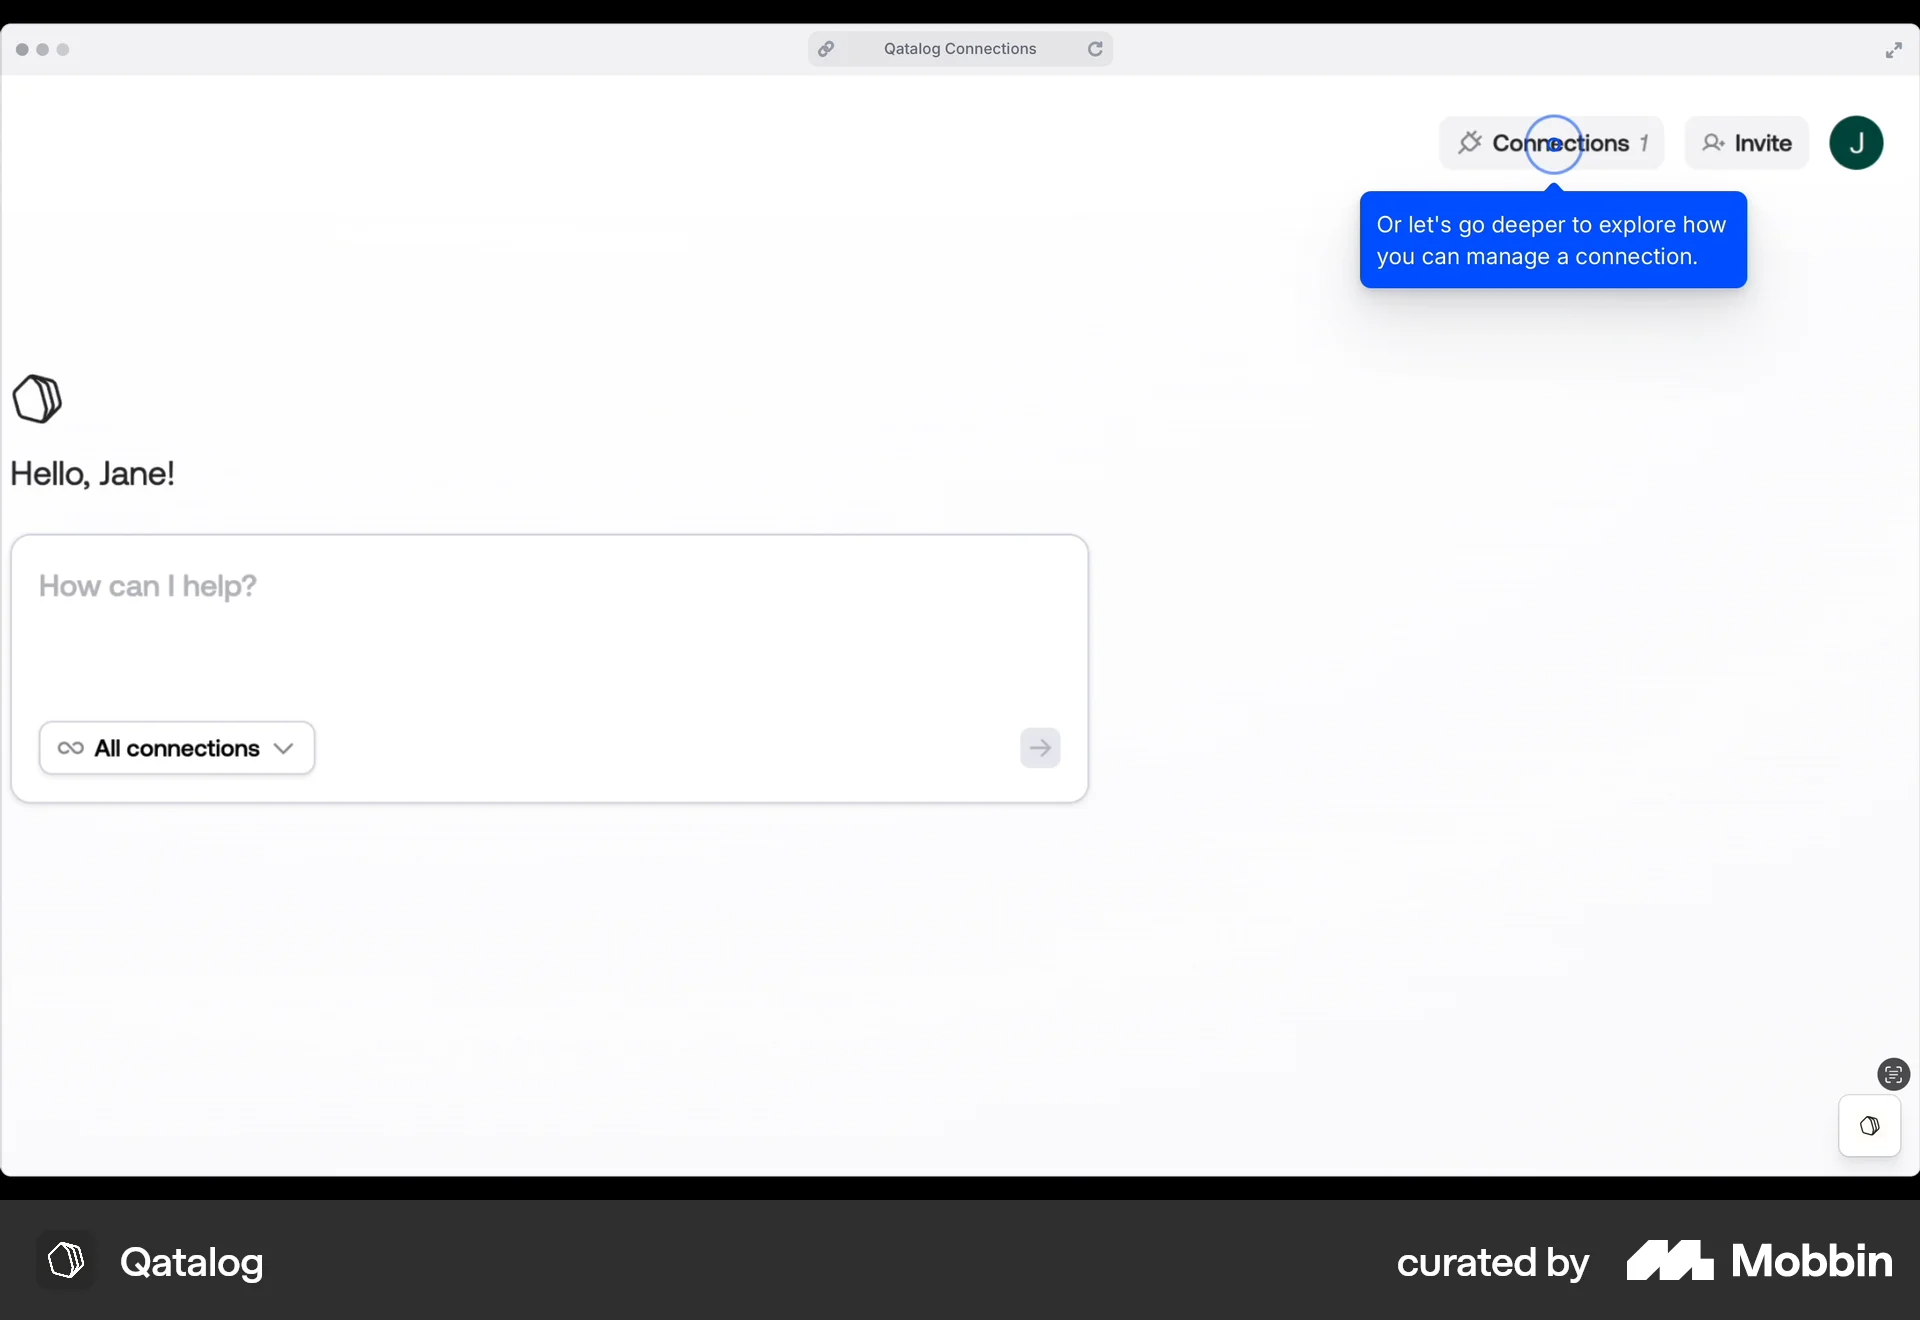 Qatalog Connections
Connections 1
Invite
J
Or let's go deeper to explore how
you can manage a connection.
Hello, Jane!
How can I help?
All connections
Qatalog
curated by
Mobbin